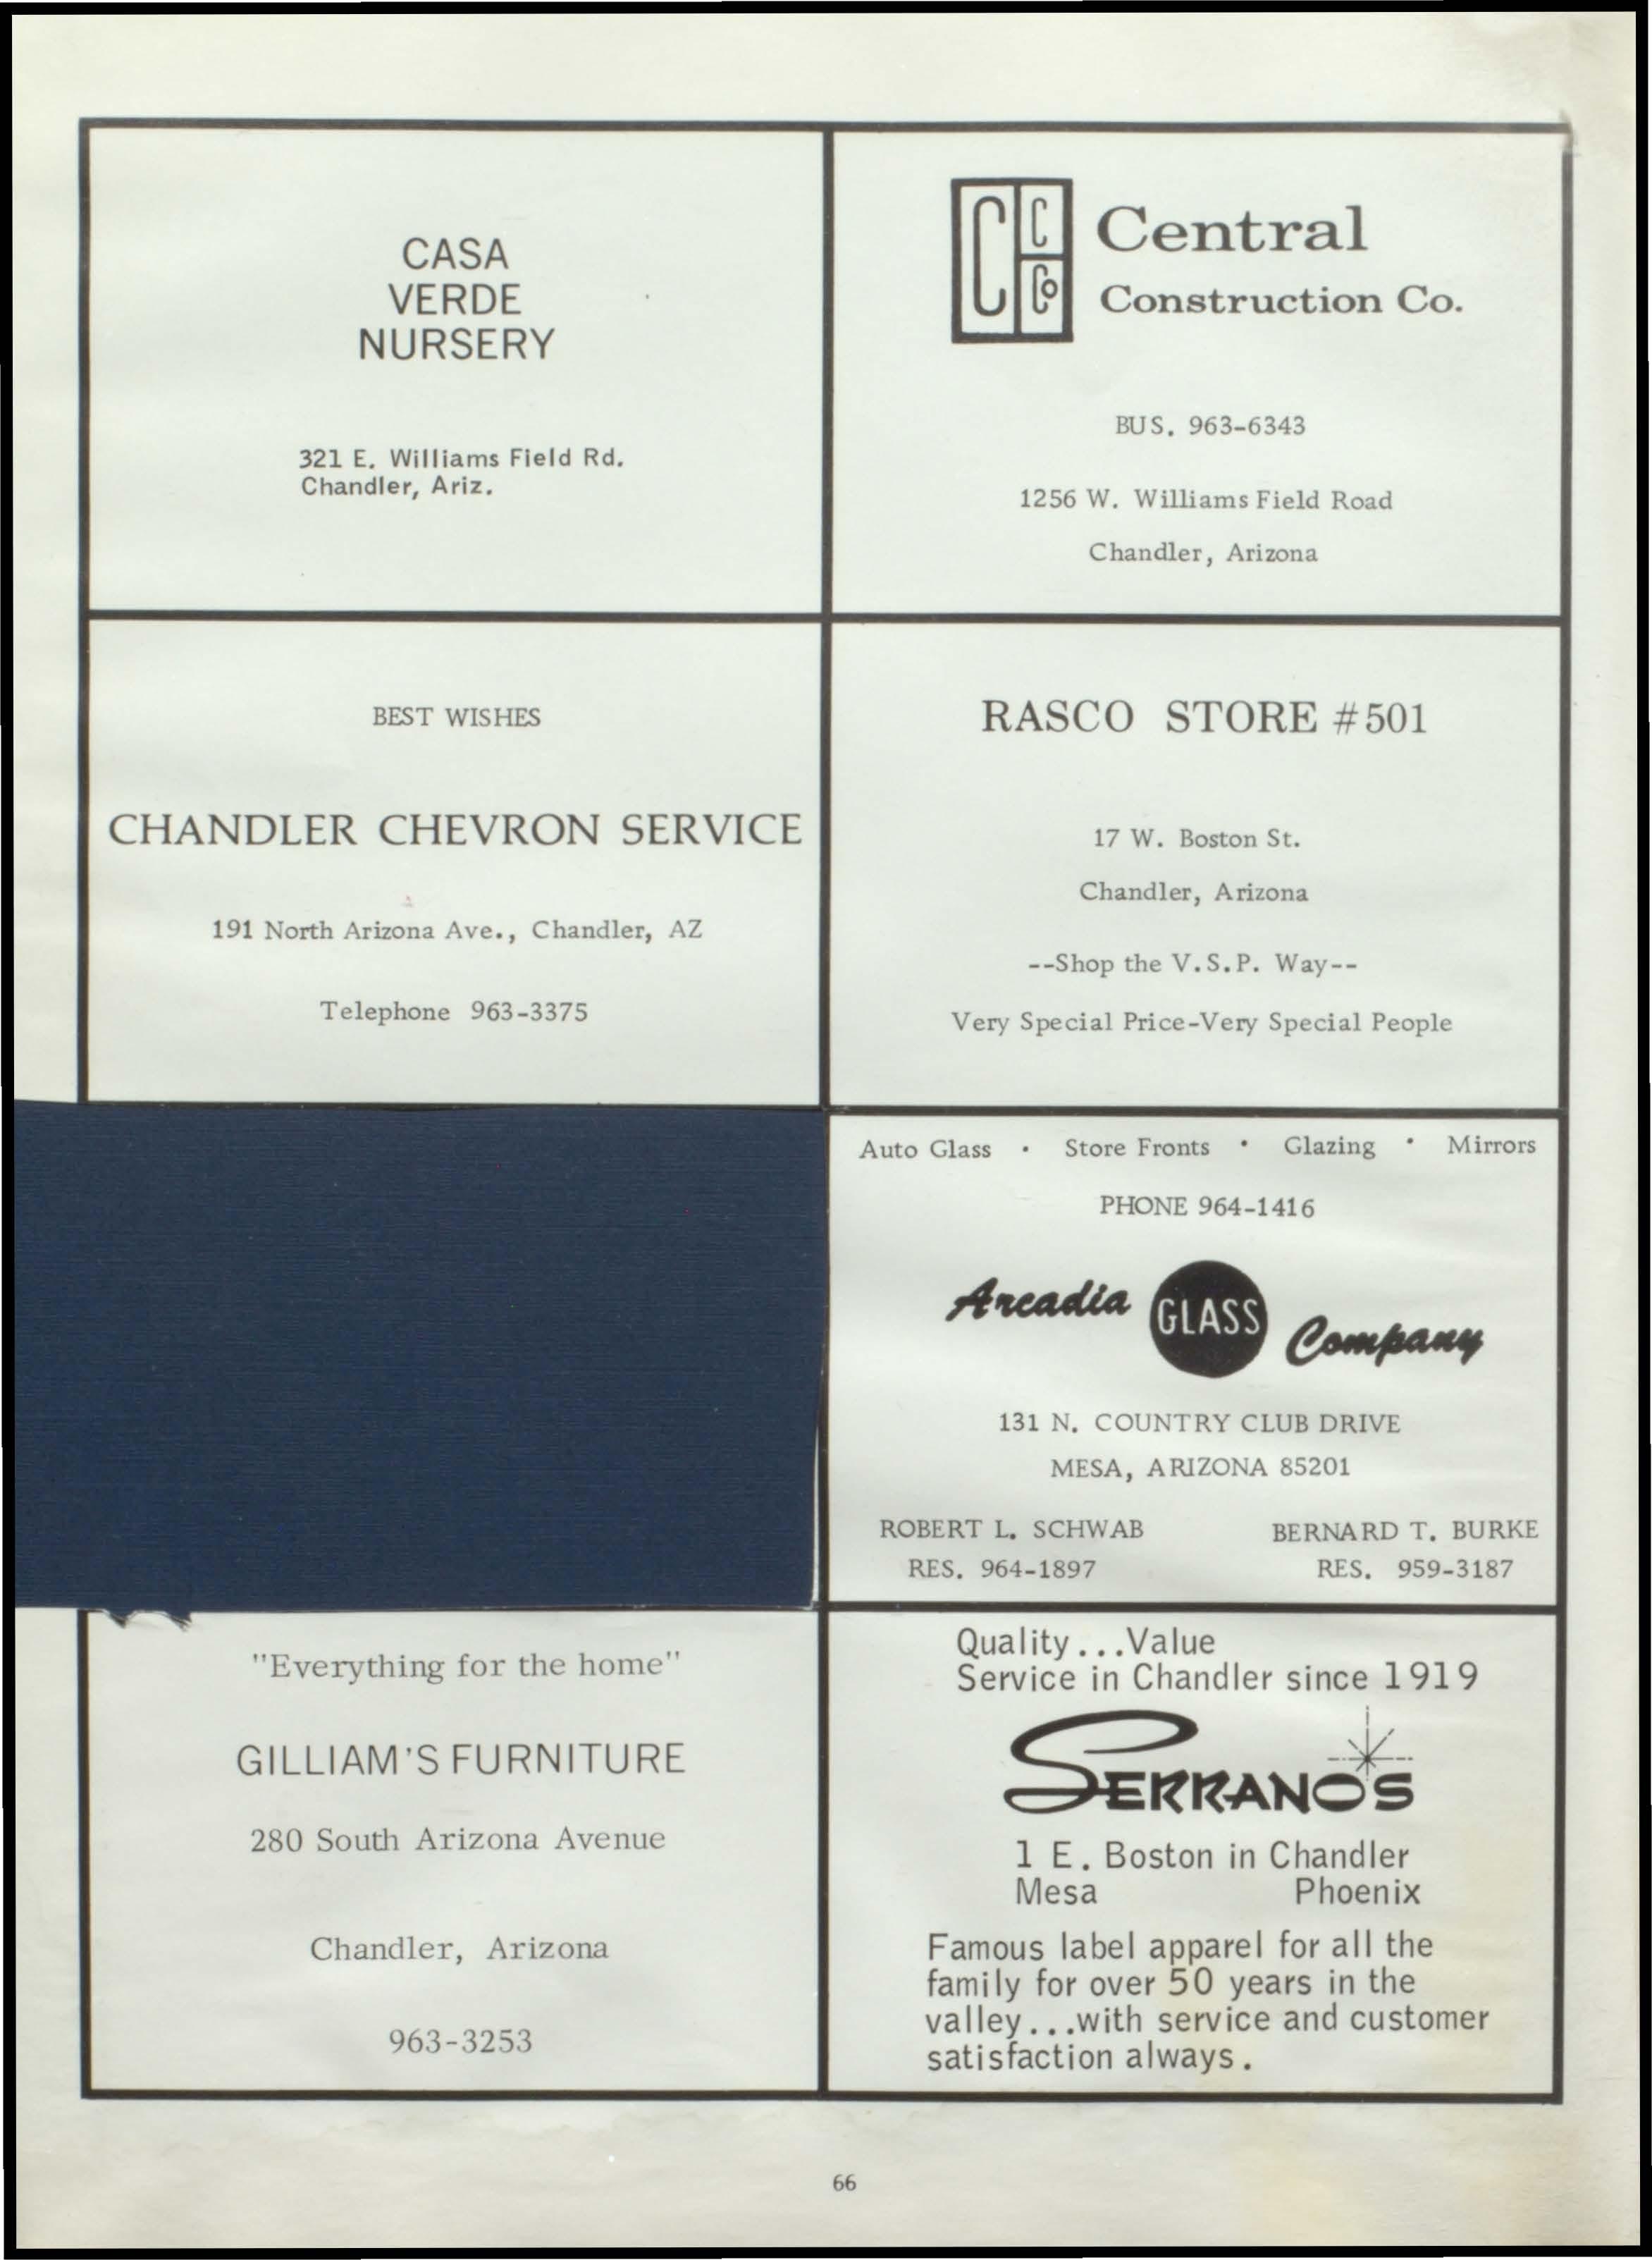 CASA
VERDE
NURSERY
321 E. Williams Field Rd.
Chandler, Ariz.
C C Co
Central
Construction Co.
BUS. 963-6343
1256 W. Williams Field Road
Chandler, Arizona
BEST WISHES
CHANDLER CHEVRON SERVICE
191 North Arizona Ave., Chandler, AZ
Telephone 963-3375
RASCO STORE #501
17 W. Boston St.
Chandler, Arizona
--Shop the V.S.P. Way--
Very Special Price-Very Special People
Auto Glass • Store Fronts • Glazing • Mirrors
PHONE 964-1416
Arcadia GLASS Company
131 N. COUNTRY CLUB DRIVE
MESA, ARIZONA 85201
ROBERT L. SCHWAB BERNARD T. BURKE
RES. 964-1897 RES. 959-3187
"Everything for the home"
GILLIAM'S FURNITURE
280 South Arizona Avenue
Chandler, Arizona
963-3253
Quality...Value
Service in Chandler since 1919
SERRANO'S
1 E. Boston in Chandler
Mesa Phoenix
Famous label apparel for all the
family for over 50 years in the
valley...with service and customer
satisfaction always.
66